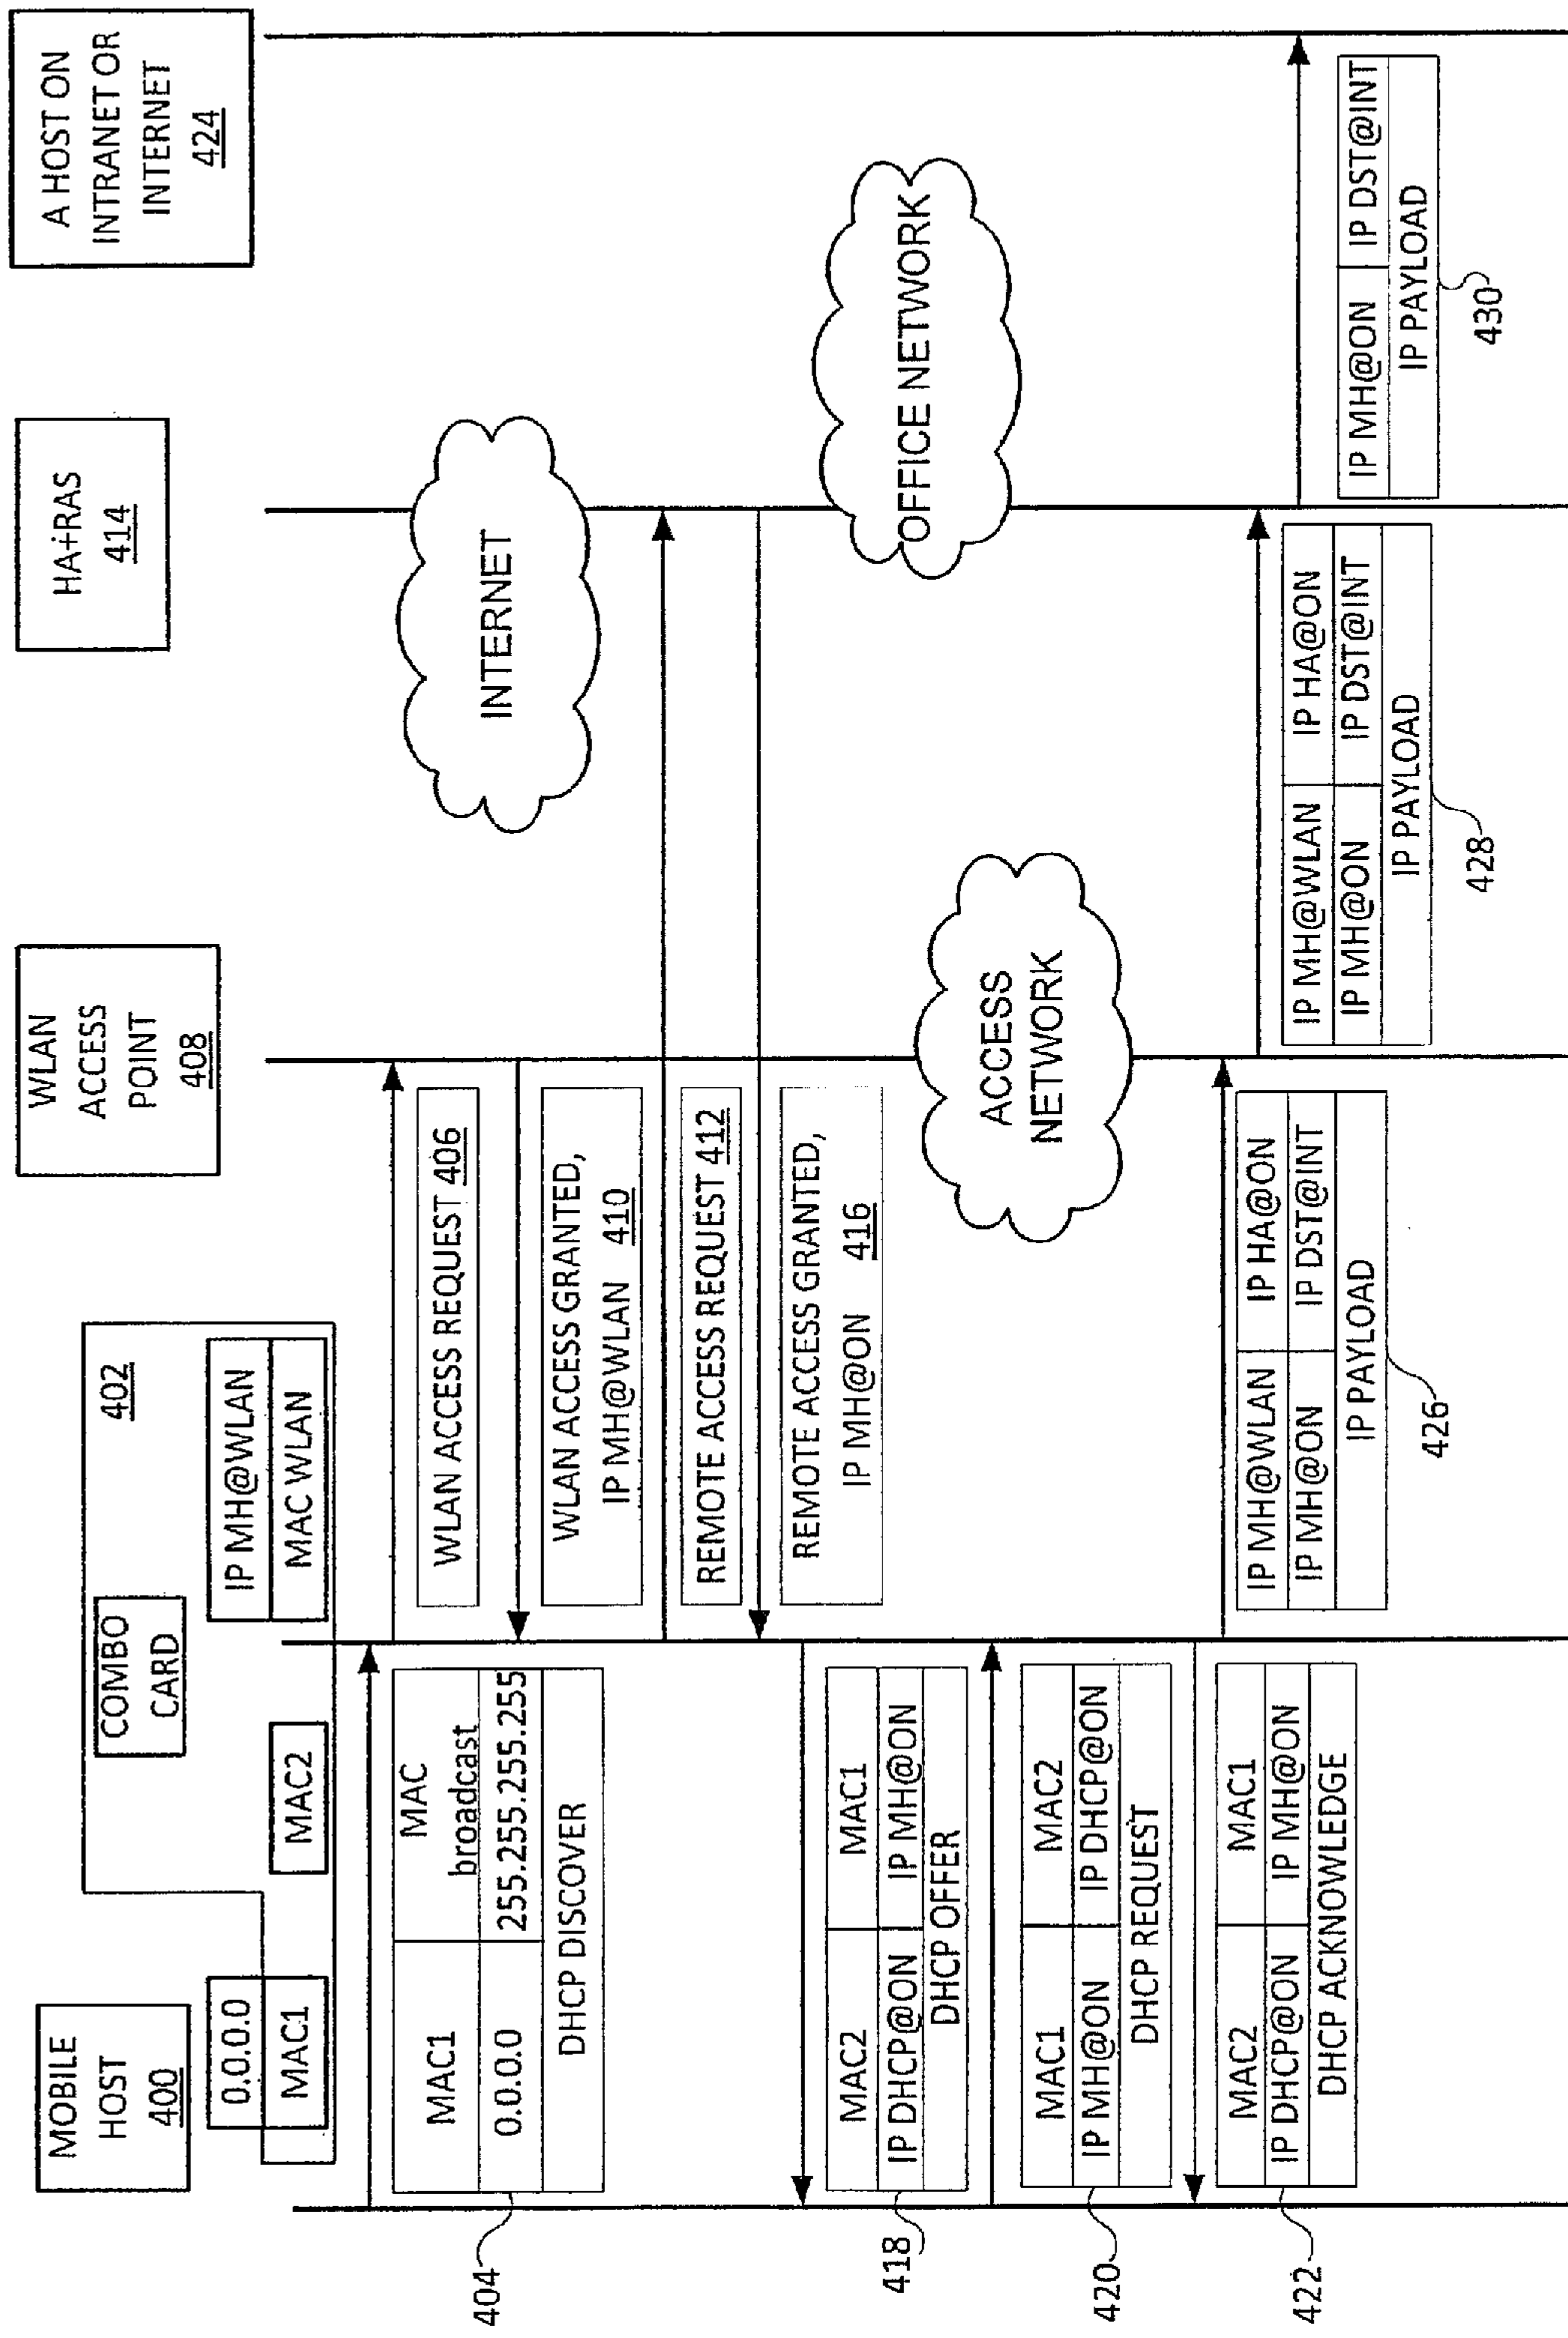 MOBILE
HOST
400
0.0.0.0
MAC1
COMBO
CARD
402
MAC2
IP MH@WLAN
MAC WLAN
WLAN
ACCESS
POINT
408
HA+RAS
414
A HOST ON
INTRANET OR
INTERNET
424
404
MAC1 MAC
broadcast
0.0.0.0 255.255.255.255
DHCP DISCOVER
WLAN ACCESS REQUEST 406
WLAN ACCESS GRANTED,
IP MH@WLAN 410
INTERNET
REMOTE ACCESS REQUEST 412
REMOTE ACCESS GRANTED,
IP MH@ON 416
418
MAC2 MAC1
IP DHCP@ON IP MH@ON
DHCP OFFER
ACCESS
NETWORK
OFFICE NETWORK
420
MAC1 MAC2
IP MH@ON IP DHCP@ON
DHCP REQUEST
422
MAC2 MAC1
IP DHCP@ON IP MH@ON
DHCP ACKNOWLEDGE
IP MH@WLAN IP HA@ON
IP MH@ON IP DST@INT
IP PAYLOAD
426
IP MH@WLAN IP HA@ON
IP MH@ON IP DST@INT
IP PAYLOAD
428
IP MH@ON IP DST@INT
IP PAYLOAD
430